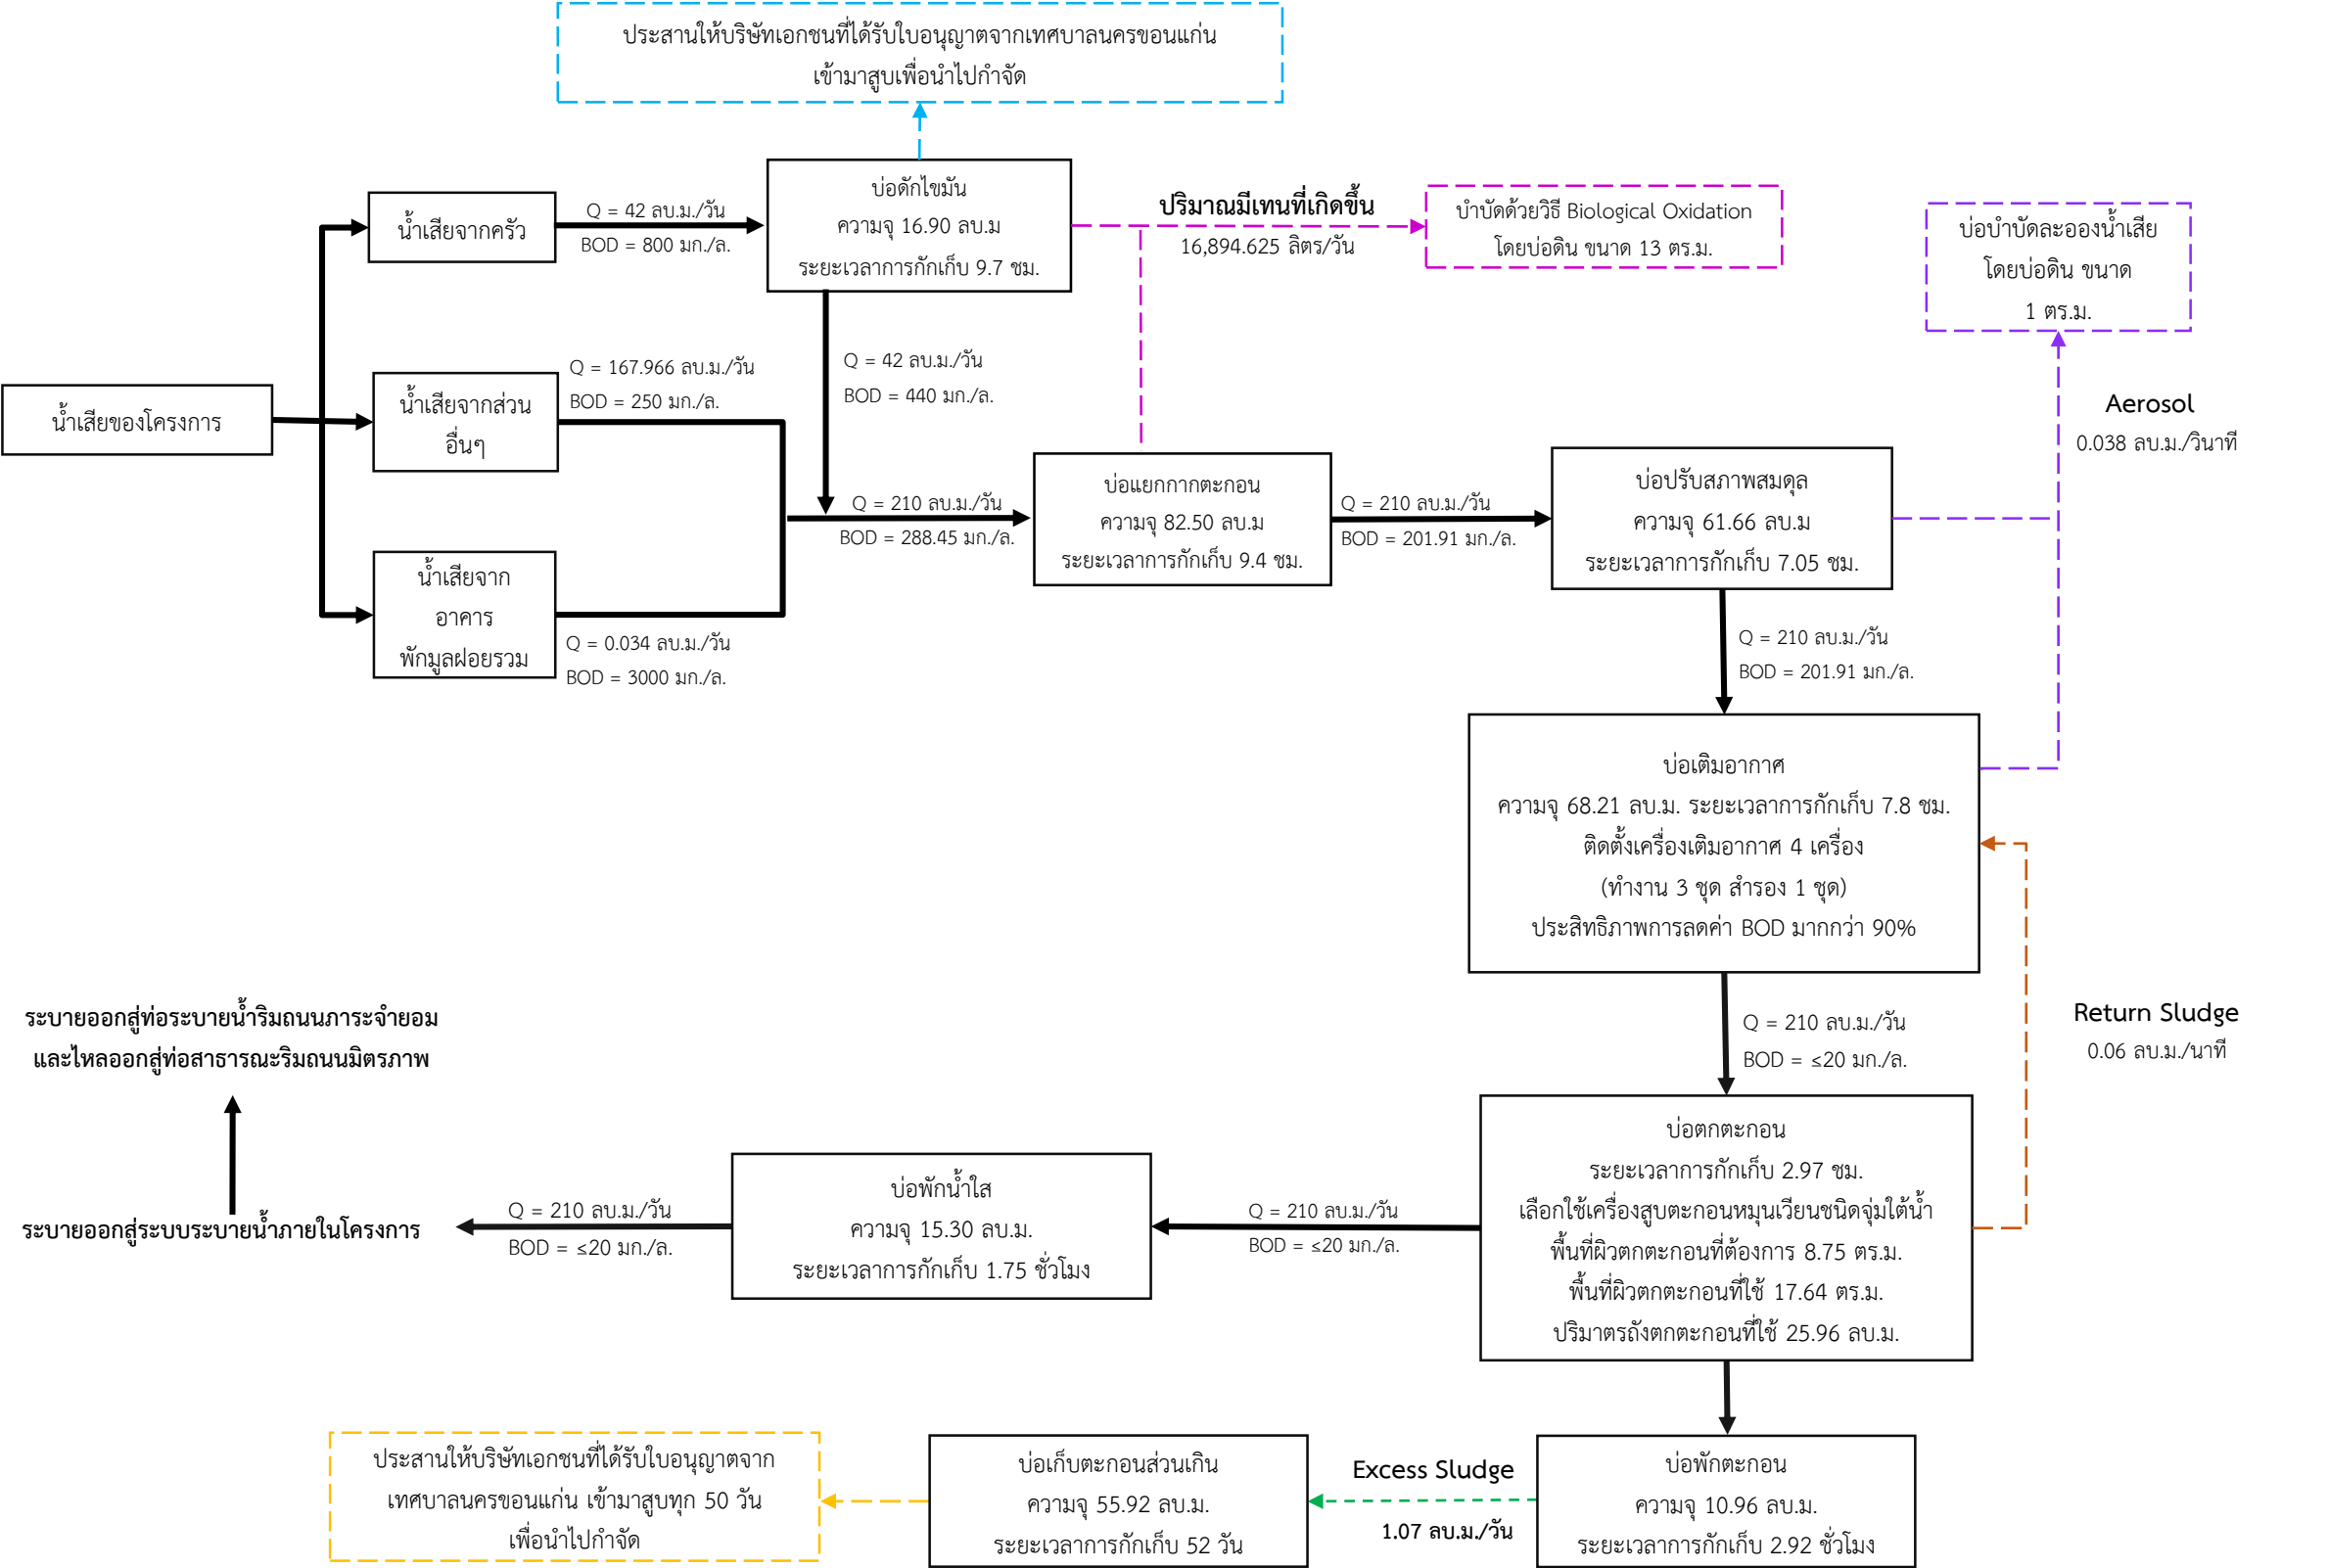 ประสานให้บริษัทเอกชนที่ได้รับใบอนุญาตจากเทศบาลนครขอนแก่น
เข้ามาสูบเพื่อนำไปกำจัด
น้ำเสียของโครงการ
น้ำเสียจากครัว
Q = 42 ลบ.ม./วัน
BOD = 800 มก./ล.
บ่อดักไขมัน
ความจุ 16.90 ลบ.ม
ระยะเวลาการกักเก็บ 9.7 ชม.
ปริมาณมีเทนที่เกิดขึ้น
16,894.625 ลิตร/วัน
บำบัดด้วยวิธี Biological Oxidation
โดยบ่อดิน ขนาด 13 ตร.ม.
บ่อบำบัดละอองน้ำเสีย
โดยบ่อดิน ขนาด
1 ตร.ม.
Aerosol
0.038 ลบ.ม./วินาที
น้ำเสียจากส่วน
อื่นๆ
Q = 167.966 ลบ.ม./วัน
BOD = 250 มก./ล.
Q = 42 ลบ.ม./วัน
BOD = 440 มก./ล.
น้ำเสียจาก
อาคาร
พักมูลฝอยรวม
Q = 0.034 ลบ.ม./วัน
BOD = 3000 มก./ล.
Q = 210 ลบ.ม./วัน
BOD = 288.45 มก./ล.
บ่อแยกกากตะกอน
ความจุ 82.50 ลบ.ม
ระยะเวลาการกักเก็บ 9.4 ชม.
Q = 210 ลบ.ม./วัน
BOD = 201.91 มก./ล.
บ่อปรับสภาพสมดุล
ความจุ 61.66 ลบ.ม
ระยะเวลาการกักเก็บ 7.05 ชม.
Q = 210 ลบ.ม./วัน
BOD = 201.91 มก./ล.
บ่อเติมอากาศ
ความจุ 68.21 ลบ.ม. ระยะเวลาการกักเก็บ 7.8 ชม.
ติดตั้งเครื่องเติมอากาศ 4 เครื่อง
(ทำงาน 3 ชุด สำรอง 1 ชุด)
ประสิทธิภาพการลดค่า BOD มากกว่า 90%
Q = 210 ลบ.ม./วัน
BOD = ≤20 มก./ล.
Return Sludge
0.06 ลบ.ม./นาที
บ่อตกตะกอน
ระยะเวลาการกักเก็บ 2.97 ชม.
เลือกใช้เครื่องสูบตะกอนหมุนเวียนชนิดจุ่มใต้น้ำ
พื้นที่ผิวตกตะกอนที่ต้องการ 8.75 ตร.ม.
พื้นที่ผิวตกตะกอนที่ใช้ 17.64 ตร.ม.
ปริมาตรถังตกตะกอนที่ใช้ 25.96 ลบ.ม.
Q = 210 ลบ.ม./วัน
BOD = ≤20 มก./ล.
บ่อพักน้ำใส
ความจุ 15.30 ลบ.ม.
ระยะเวลาการกักเก็บ 1.75 ชั่วโมง
Q = 210 ลบ.ม./วัน
BOD = ≤20 มก./ล.
ระบายออกสู่ระบบระบายน้ำภายในโครงการ
ระบายออกสู่ท่อระบายน้ำริมถนนภาระจำยอม
และไหลออกสู่ท่อสาธารณะริมถนนมิตรภาพ
บ่อพักตะกอน
ความจุ 10.96 ลบ.ม.
ระยะเวลาการกักเก็บ 2.92 ชั่วโมง
Excess Sludge
1.07 ลบ.ม./วัน
บ่อเก็บตะกอนส่วนเกิน
ความจุ 55.92 ลบ.ม.
ระยะเวลาการกักเก็บ 52 วัน
ประสานให้บริษัทเอกชนที่ได้รับใบอนุญาตจาก
เทศบาลนครขอนแก่น เข้ามาสูบทุก 50 วัน
เพื่อนำไปกำจัด